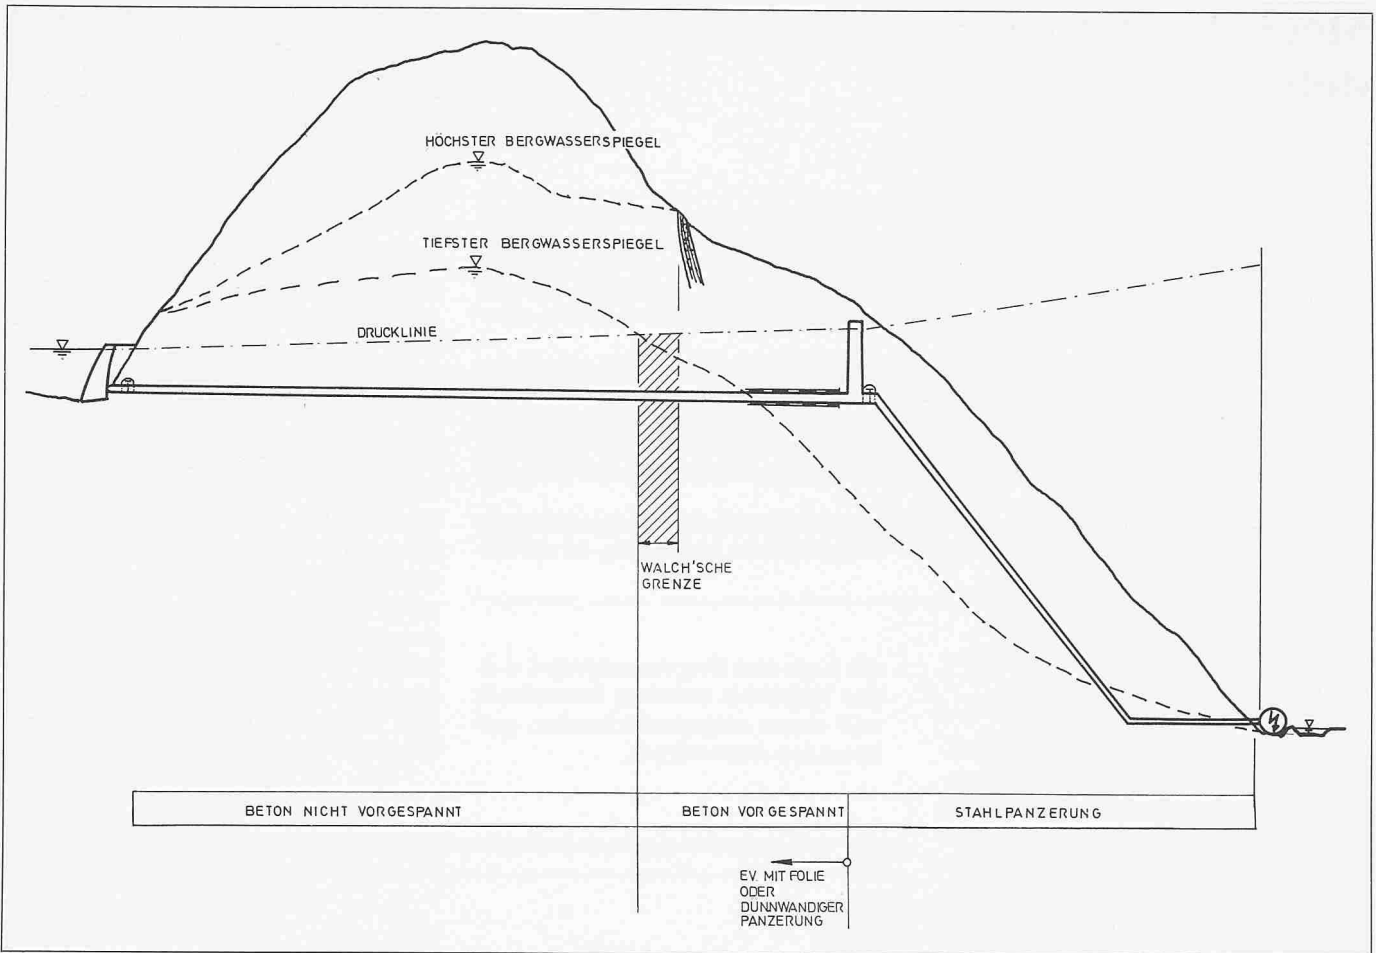 HÖCHSTER BERGWASSERSPIEGEL
TIEFSTER BERGWASSERSPIEGEL
DRUCKLINIE
WALCH'SCHE
GRENZE
BETON NICHT VORGESPANNT
BETON VORGESPANNT
STAHLPANZERUNG
EV. MIT FOLIE
ODER
DÜNNWANDIGER
PANZERUNG